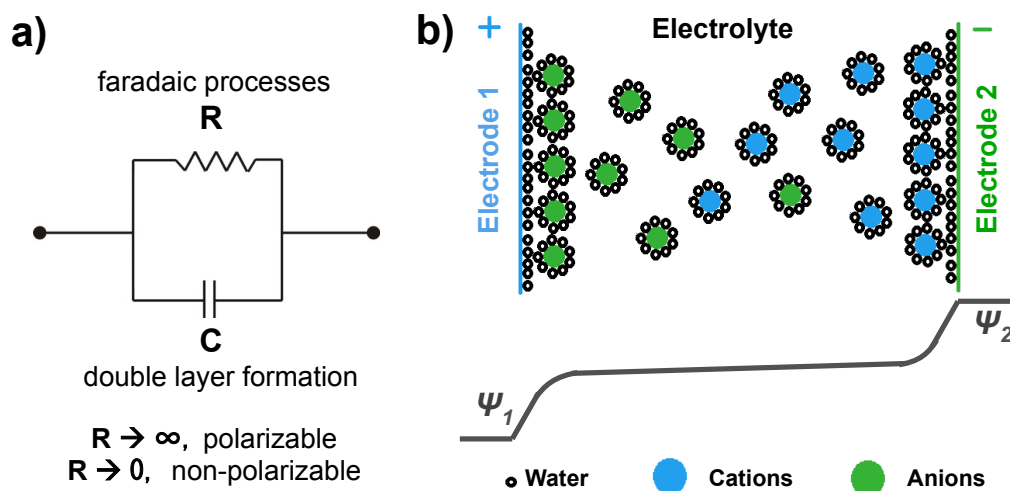 a)
faradaic processes
R
C
double layer formation
R → ∞, polarizable
R → 0, non-polarizable
b)
+
Electrolyte
−
Electrode 1
Electrode 2
Ψ1
Ψ2
Water
Cations
Anions